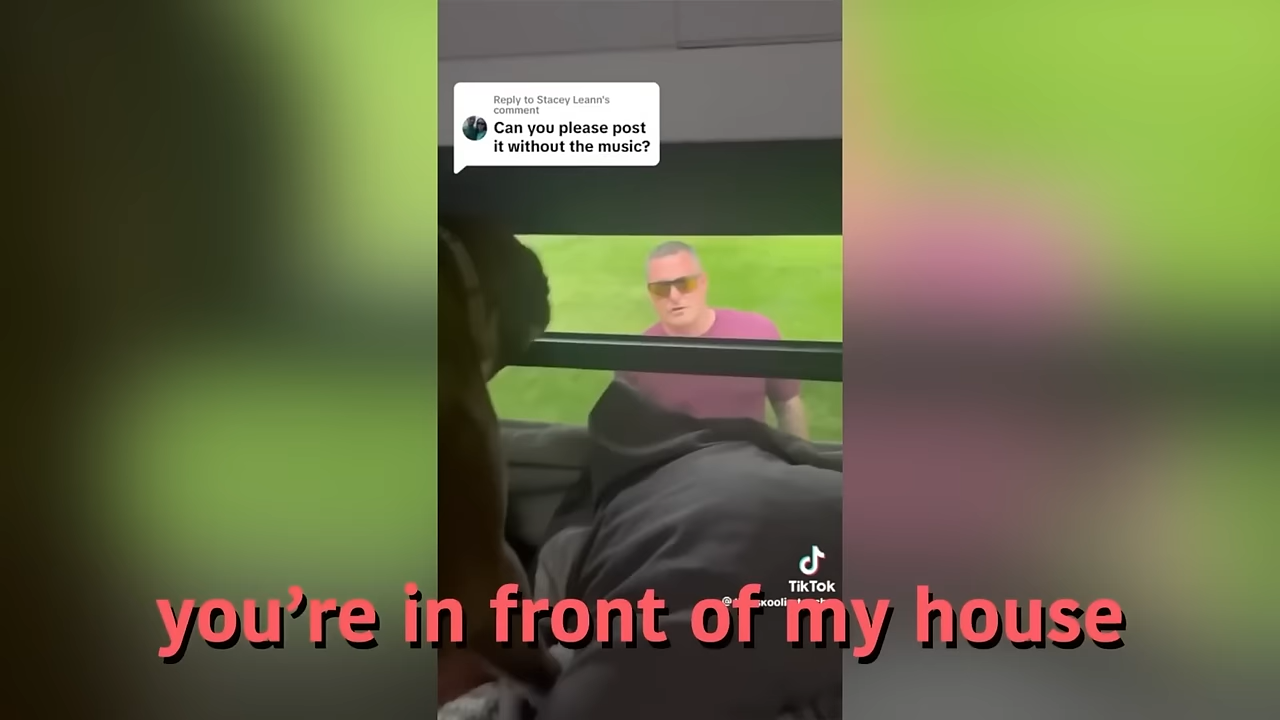 Reply to Stacey Leann's
comment
Can you please post
it without the music?
TikTok
you're in front of my house